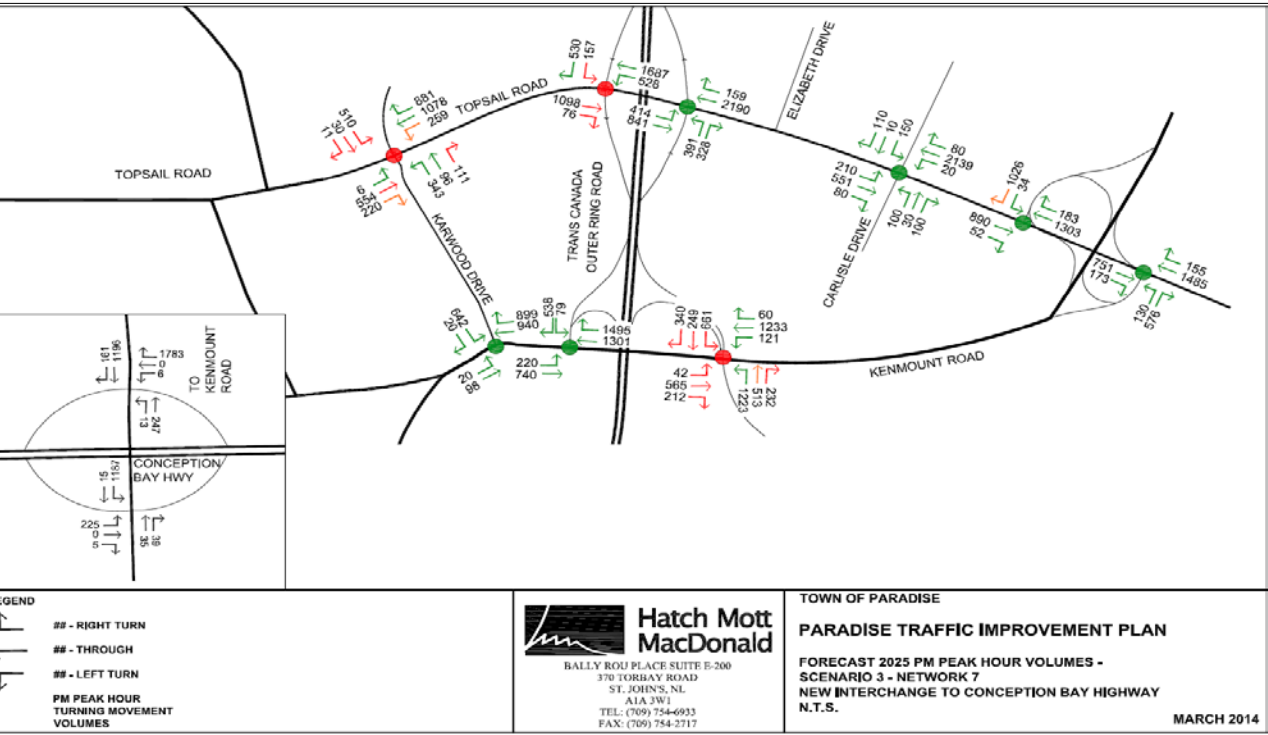 530
157
1687
528
1098
76
414
841
391
328
159
2190
ELIZABETH DRIVE
TOPSAIL ROAD
881
1078
259
510
30
11
6
554
220
343
96
111
TOPSAIL ROAD
KARWOOD DRIVE
TRANS CANADA
OUTER RING ROAD
110
10
150
80
2139
20
210
551
80
100
30
100
CARLISLE DRIVE
1026
34
183
1303
890
52
751
173
155
1485
130
576
642
20
899
940
538
79
1495
1301
20
98
220
740
340
249
661
60
1233
121
42
565
212
1223
513
232
KENMOUNT ROAD
161
1196
1783
0
6
TO
KENMOUNT
ROAD
13
247
CONCEPTION
BAY HWY
15
1187
225
0
5
35
39
EGEND
## - RIGHT TURN
## - THROUGH
## - LEFT TURN
PM PEAK HOUR
TURNING MOVEMENT
VOLUMES
Hatch Mott
MacDonald
BALLY ROU PLACE SUITE E-200
370 TORBAY ROAD
ST. JOHN'S, NL
A1A 3W1
TEL: (709) 754-6933
FAX: (709) 754-2717
TOWN OF PARADISE
PARADISE TRAFFIC IMPROVEMENT PLAN
FORECAST 2025 PM PEAK HOUR VOLUMES -
SCENARIO 3 - NETWORK 7
NEW INTERCHANGE TO CONCEPTION BAY HIGHWAY
N.T.S.
MARCH 2014